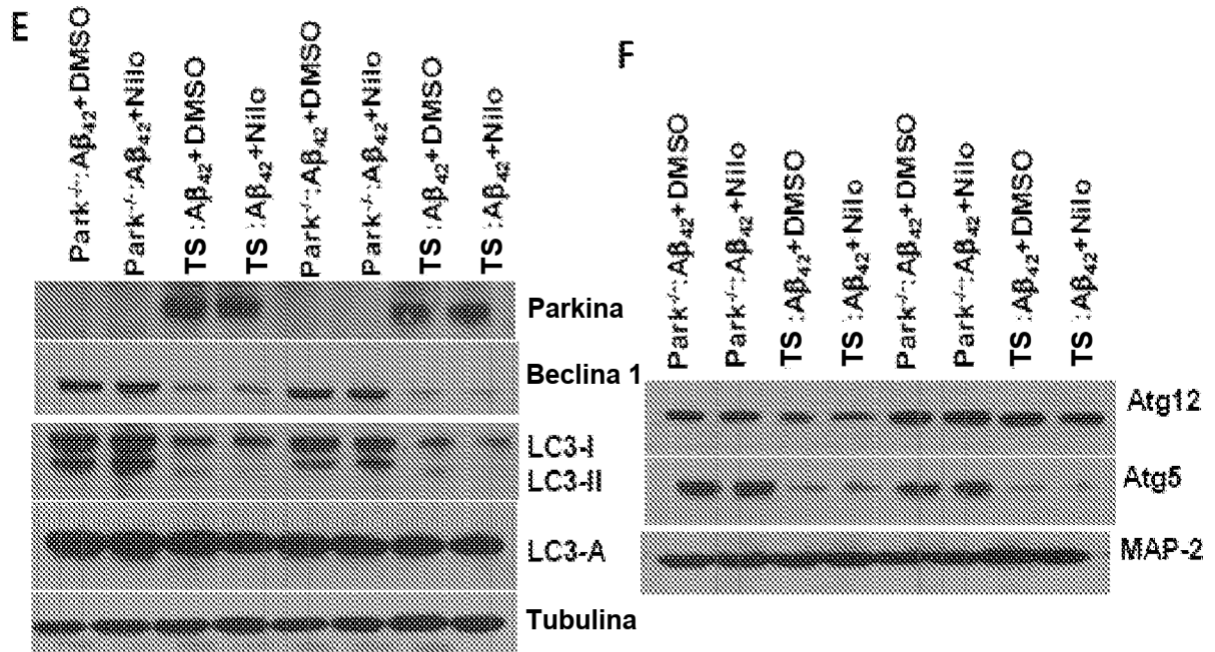 E
Park⁻/⁻:Aβ₄₂+DMSO
Park⁻/⁻:Aβ₄₂+Nilo
TS :Aβ₄₂+DMSO
TS :Aβ₄₂+Nilo
Park⁻/⁻:Aβ₄₂+DMSO
Park⁻/⁻:Aβ₄₂+Nilo
TS :Aβ₄₂+DMSO
TS :Aβ₄₂+Nilo
Parkina
Beclina 1
LC3-I
LC3-II
LC3-A
Tubulina
F
Park⁻/⁻:Aβ₄₂+DMSO
Park⁻/⁻:Aβ₄₂+Nilo
TS :Aβ₄₂+DMSO
TS :Aβ₄₂+Nilo
Park⁻/⁻:Aβ₄₂+DMSO
Park⁻/⁻:Aβ₄₂+Nilo
TS :Aβ₄₂+DMSO
TS :Aβ₄₂+Nilo
Atg12
Atg5
MAP-2